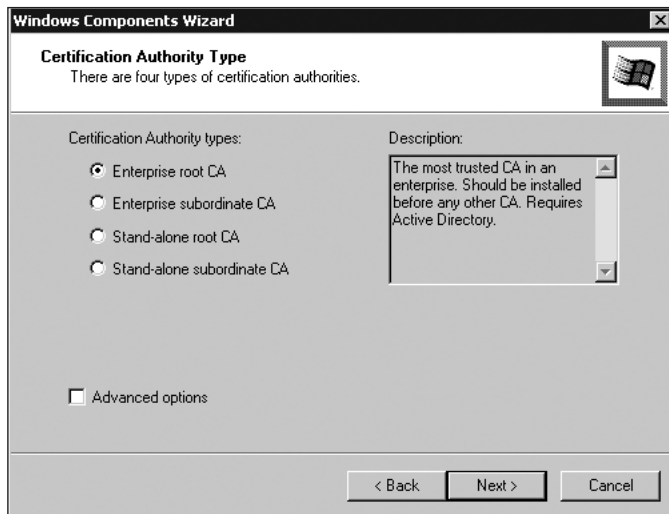 Windows Components Wizard
Certification Authority Type
There are four types of certification authorities.
Certification Authority types:
Enterprise root CA
Enterprise subordinate CA
Stand-alone root CA
Stand-alone subordinate CA
Description:
The most trusted CA in an
enterprise. Should be installed
before any other CA. Requires
Active Directory.
Advanced options
< Back
Next >
Cancel